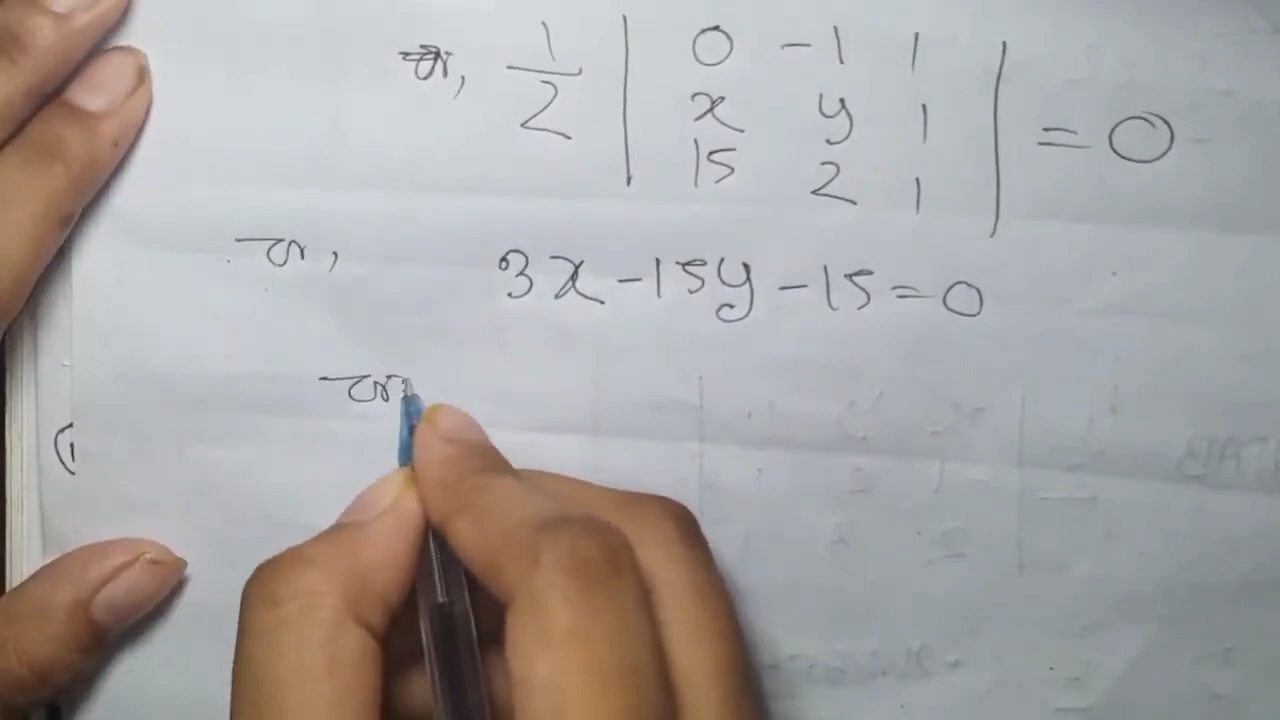 বা, 1/2 | 0 -1 1 |
| x y 1 | = 0
| 15 2 1 |
বা, 3x - 15y - 15 = 0
বা